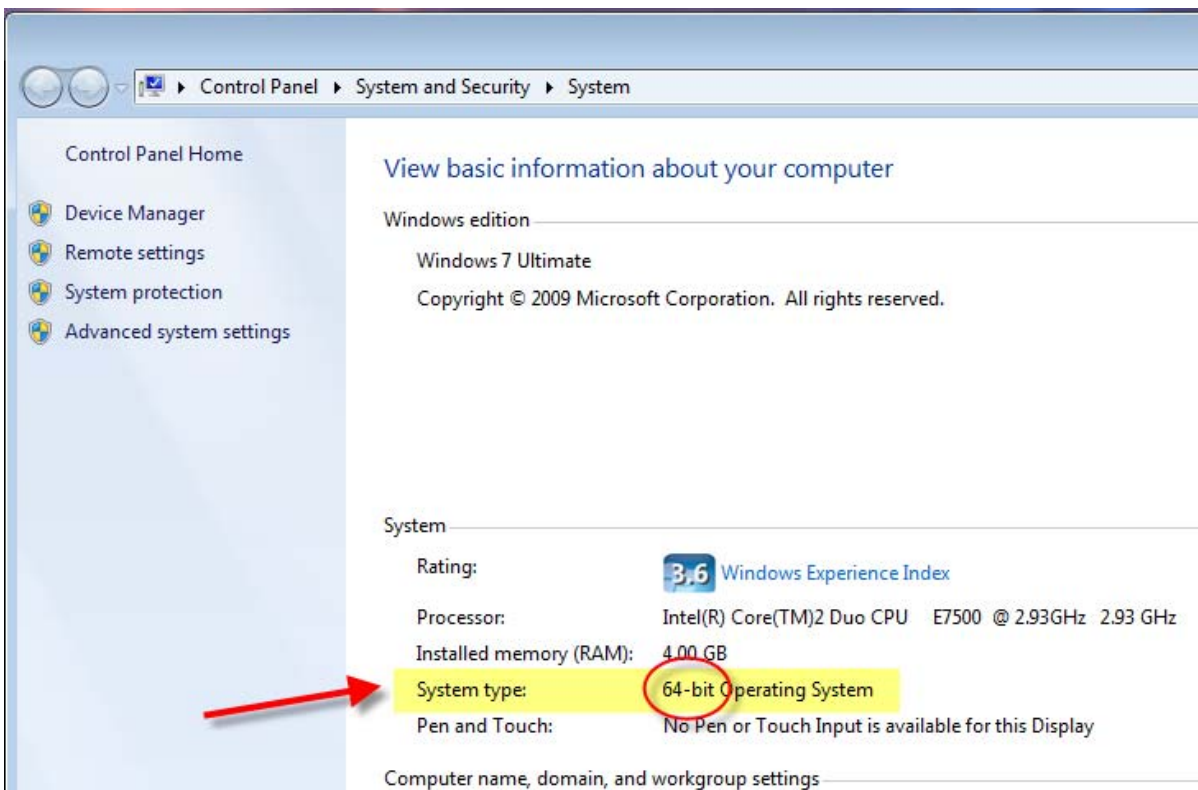 Control Panel ▸ System and Security ▸ System
Control Panel Home
Device Manager
Remote settings
System protection
Advanced system settings
View basic information about your computer
Windows edition
Windows 7 Ultimate
Copyright © 2009 Microsoft Corporation. All rights reserved.
System
Rating: 3,6 Windows Experience Index
Processor: Intel(R) Core(TM)2 Duo CPU E7500 @ 2.93GHz 2.93 GHz
Installed memory (RAM): 4.00 GB
System type: 64-bit Operating System
Pen and Touch: No Pen or Touch Input is available for this Display
Computer name, domain, and workgroup settings